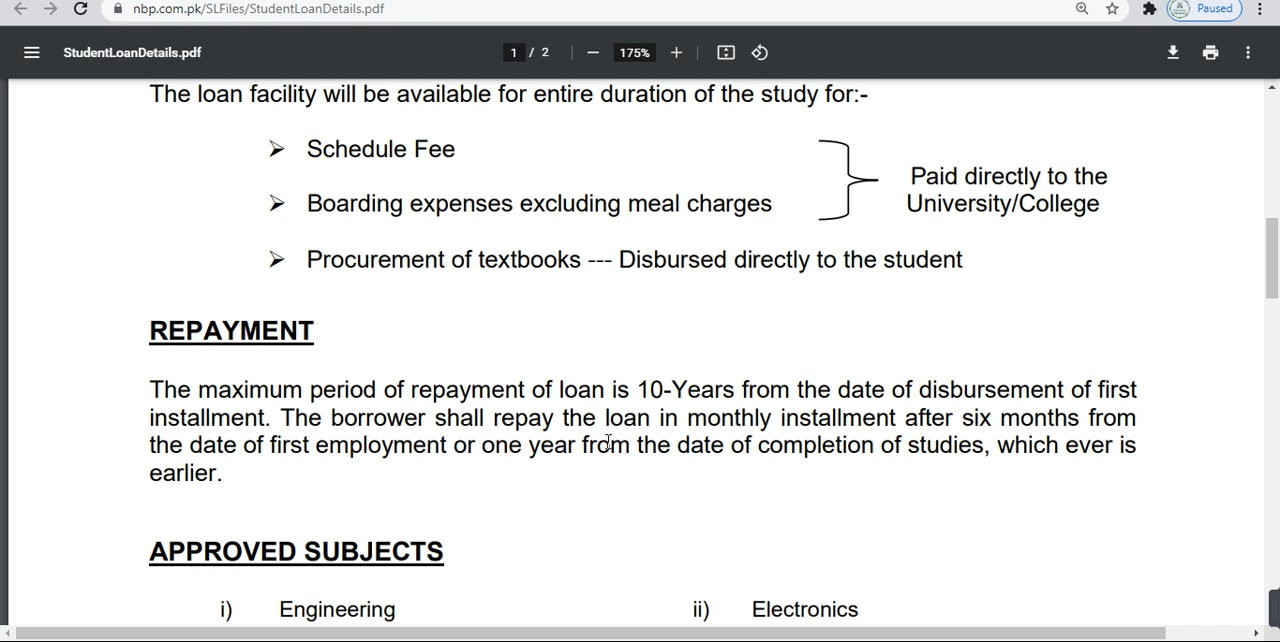 nbp.com.pk/SLFiles/StudentLoanDetails.pdf
Paused
StudentLoanDetails.pdf
1 / 2
175%
The loan facility will be available for entire duration of the study for:-
➢ Schedule Fee
Paid directly to the
➢ Boarding expenses excluding meal charges
University/College
➢ Procurement of textbooks --- Disbursed directly to the student
REPAYMENT
The maximum period of repayment of loan is 10-Years from the date of disbursement of first
installment. The borrower shall repay the loan in monthly installment after six months from
the date of first employment or one year from the date of completion of studies, which ever is
earlier.
APPROVED SUBJECTS
i) Engineering
ii) Electronics